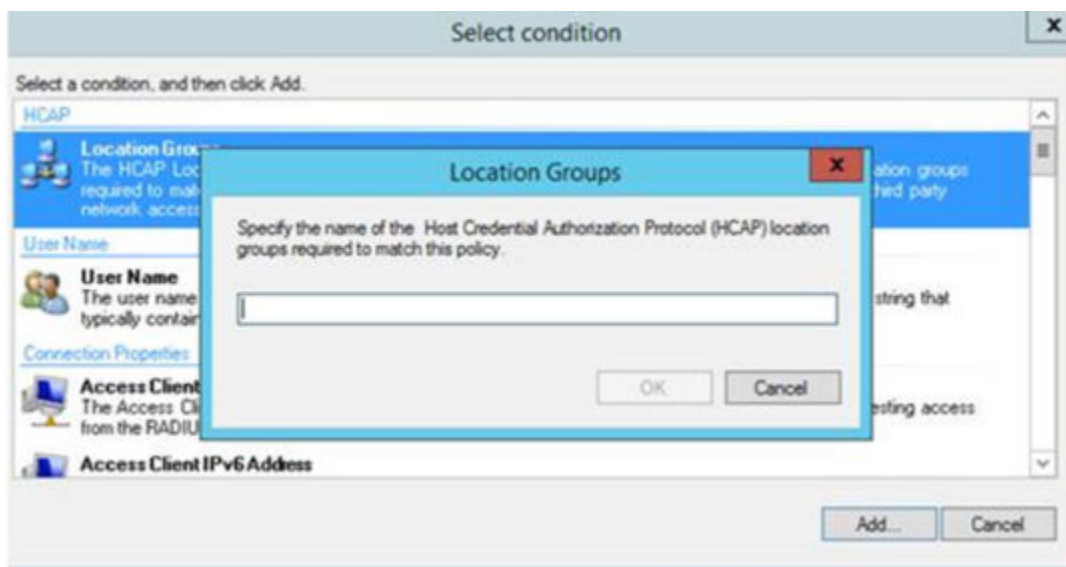 Select condition
x
Select a condition, and then click Add.
HCAP
Location Grou
The HCAP Loc
ation groups
required to mat
hird party
network access
Location Groups
x
Specify the name of the Host Credential Authorization Protocol (HCAP) location
groups required to match this policy.
OK
Cancel
User Name
User Name
The user name
string that
typically contain
Connection Properties
Access Client
The Access Cli
esting access
from the RADIU
Access Client IPv6 Address
Add...
Cancel